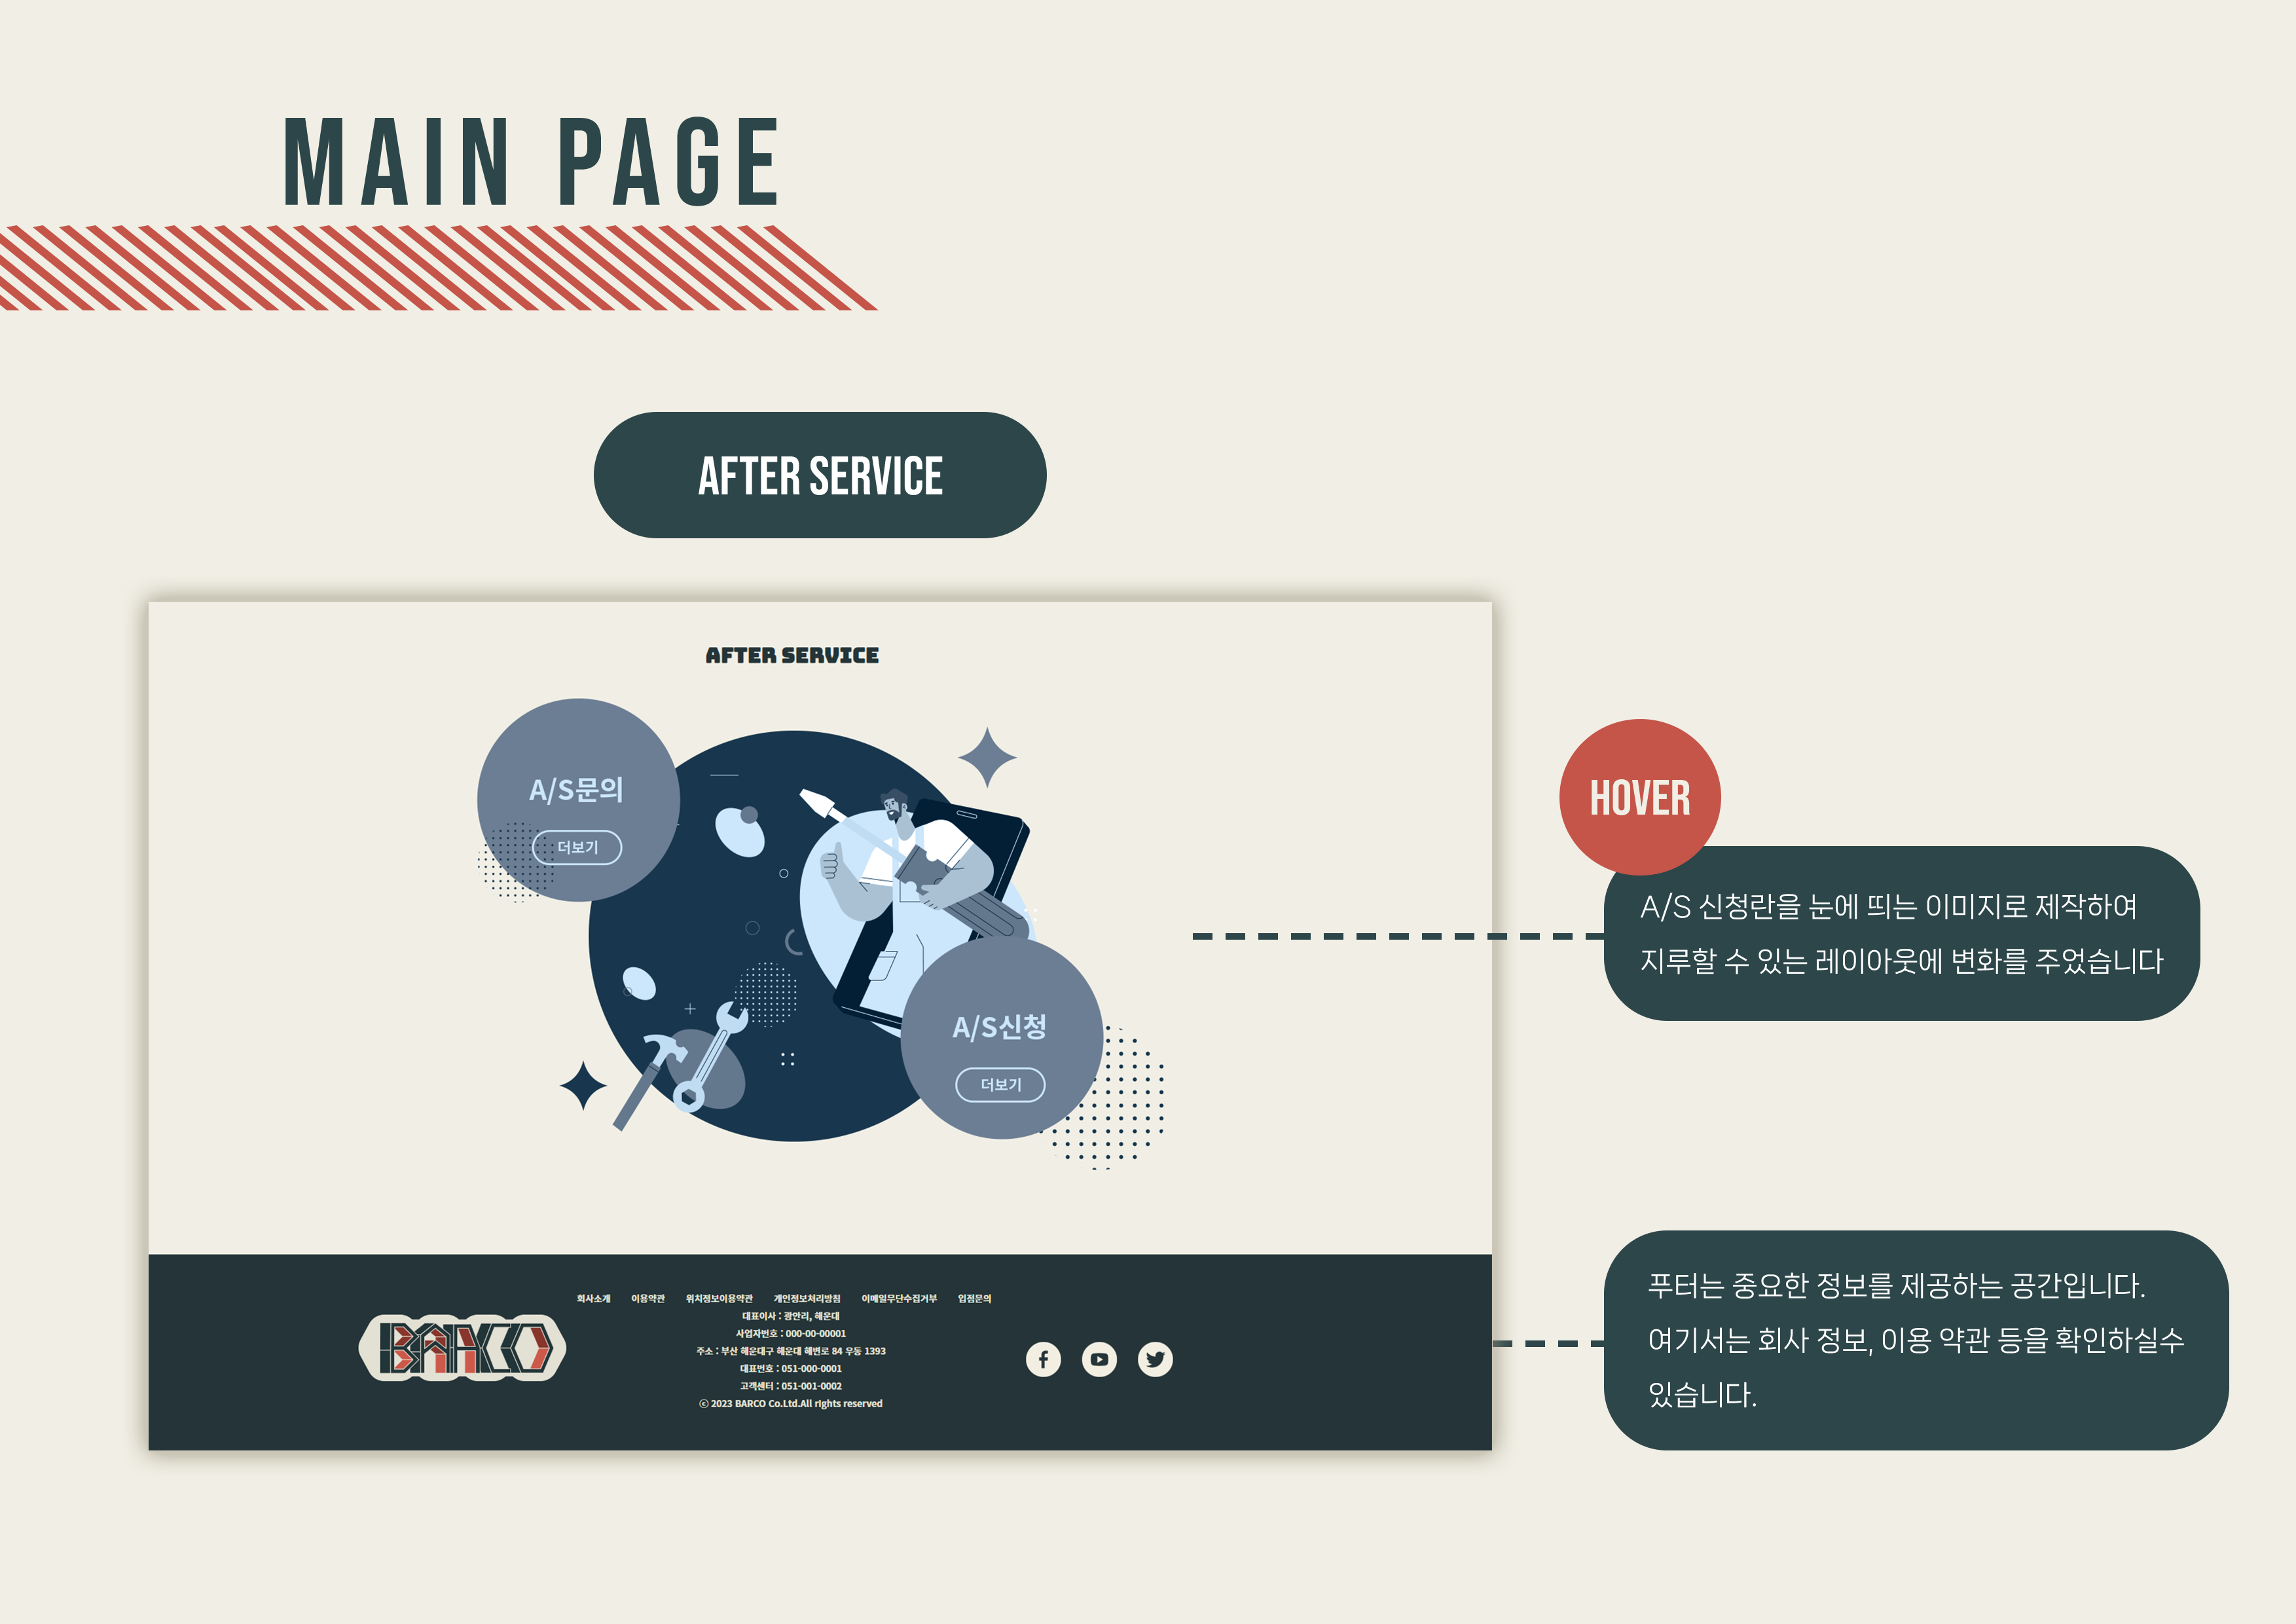 MAIN PAGE
AFTER SERVICE
AFTER SERVICE
A/S문의
더보기
A/S신청
더보기
HOVER
A/S 신청란을 눈에 띄는 이미지로 제작하여
지루할 수 있는 레이아웃에 변화를 주었습니다
회사소개 이용약관 위치정보이용약관 개인정보처리방침 이메일무단수집거부 입점문의
대표이사 : 광안리, 해운대
사업자번호 : 000-00-00001
주소 : 부산 해운대구 해운대 해변로 84 우동 1393
대표번호 : 051-000-0001
고객센터 : 051-001-0002
ⓒ 2023 BARCO Co.Ltd.All rights reserved
BARCO
푸터는 중요한 정보를 제공하는 공간입니다.
여기서는 회사 정보, 이용 약관 등을 확인하실수
있습니다.